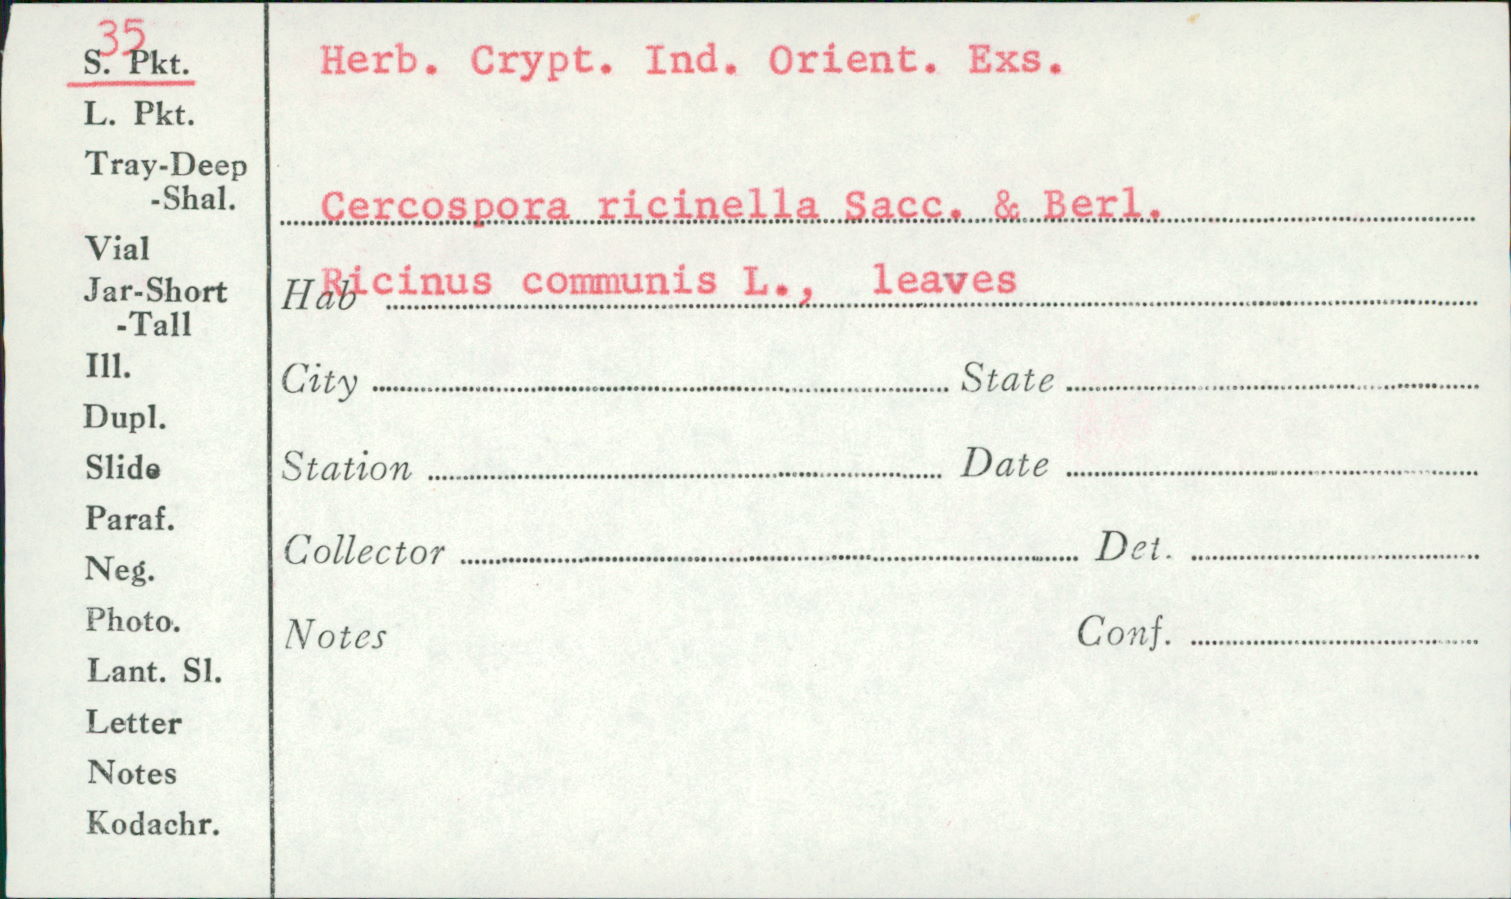 35
S. Pkt.
L. Pkt.
Tray-Deep
-Shal.
Vial
Jar-Short
-Tall
Ill.
Dupl.
Slide
Paraf.
Neg.
Photo.
Lant. Sl.
Letter
Notes
Kodachr.
Herb. Crypt. Ind. Orient. Exs.
Cercospora ricinella Sacc. & Berl.
Hab Ricinus communis L., leaves
City State
Station Date
Collector Det.
Notes Conf.